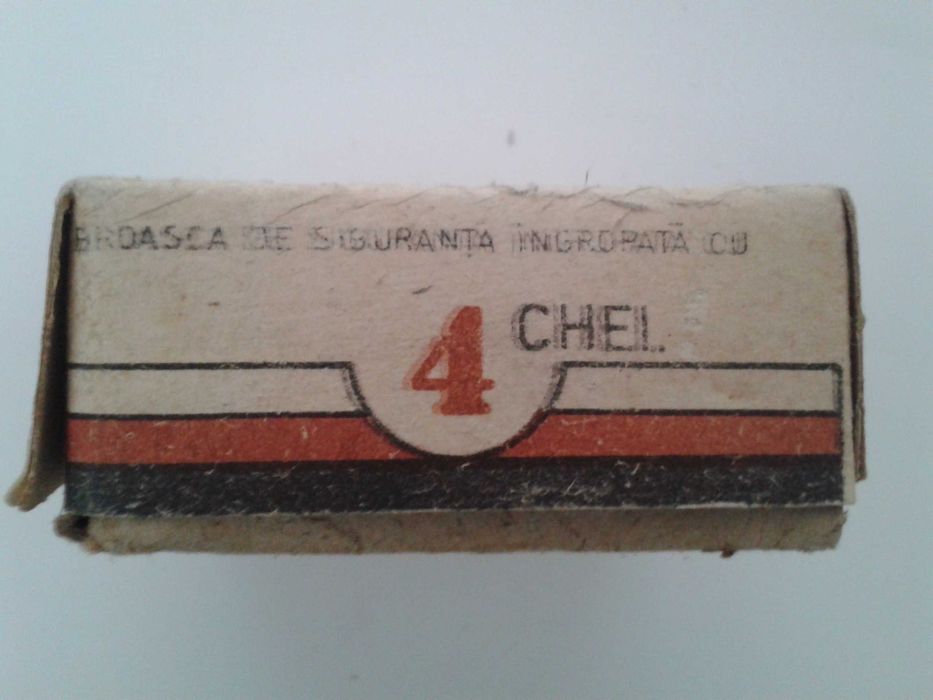 BROASCA DE SIGURANȚA ÎNGROPATĂ CU
4 CHEI.